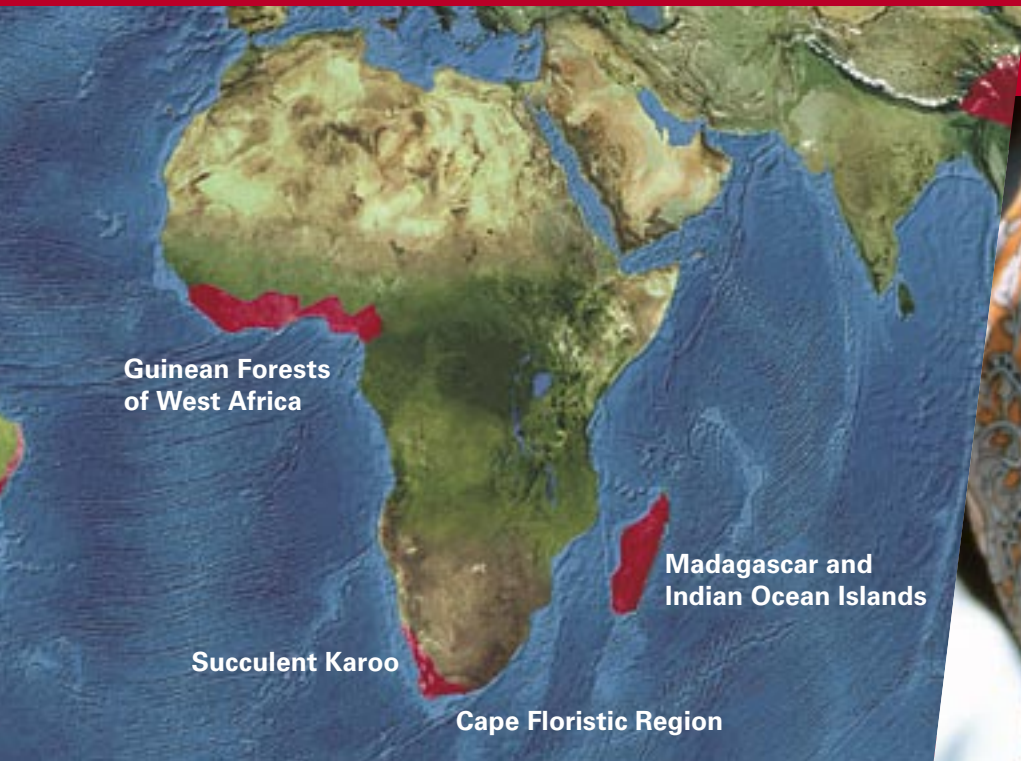 Guinean Forests
of West Africa
Madagascar and
Indian Ocean Islands
Succulent Karoo
Cape Floristic Region